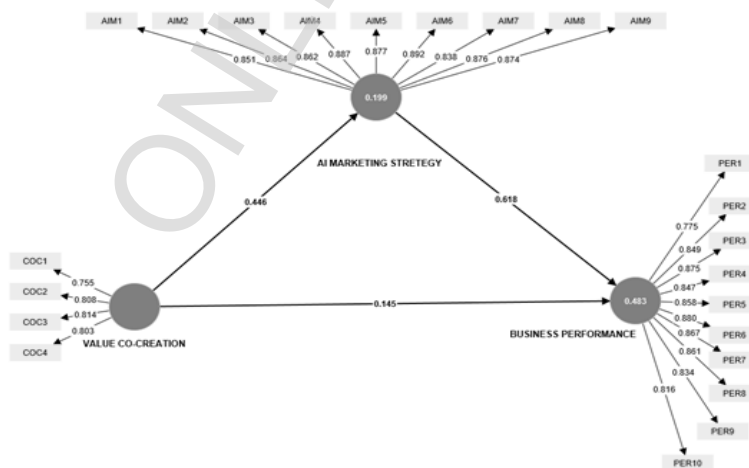 AIM1 AIM2 AIM3 AIM4 AIM5 AIM6 AIM7 AIM8 AIM9
0.851 0.864 0.862 0.887 0.877 0.892 0.838 0.876 0.874
0.199
AI MARKETING STRETEGY
0.446
0.618
COC1
COC2
COC3
COC4
0.755
0.808
0.814
0.803
VALUE CO-CREATION
0.145
0.483
BUSINESS PERFORMANCE
PER1
PER2
PER3
PER4
PER5
PER6
PER7
PER8
PER9
PER10
0.775
0.849
0.875
0.847
0.858
0.880
0.867
0.861
0.834
0.816